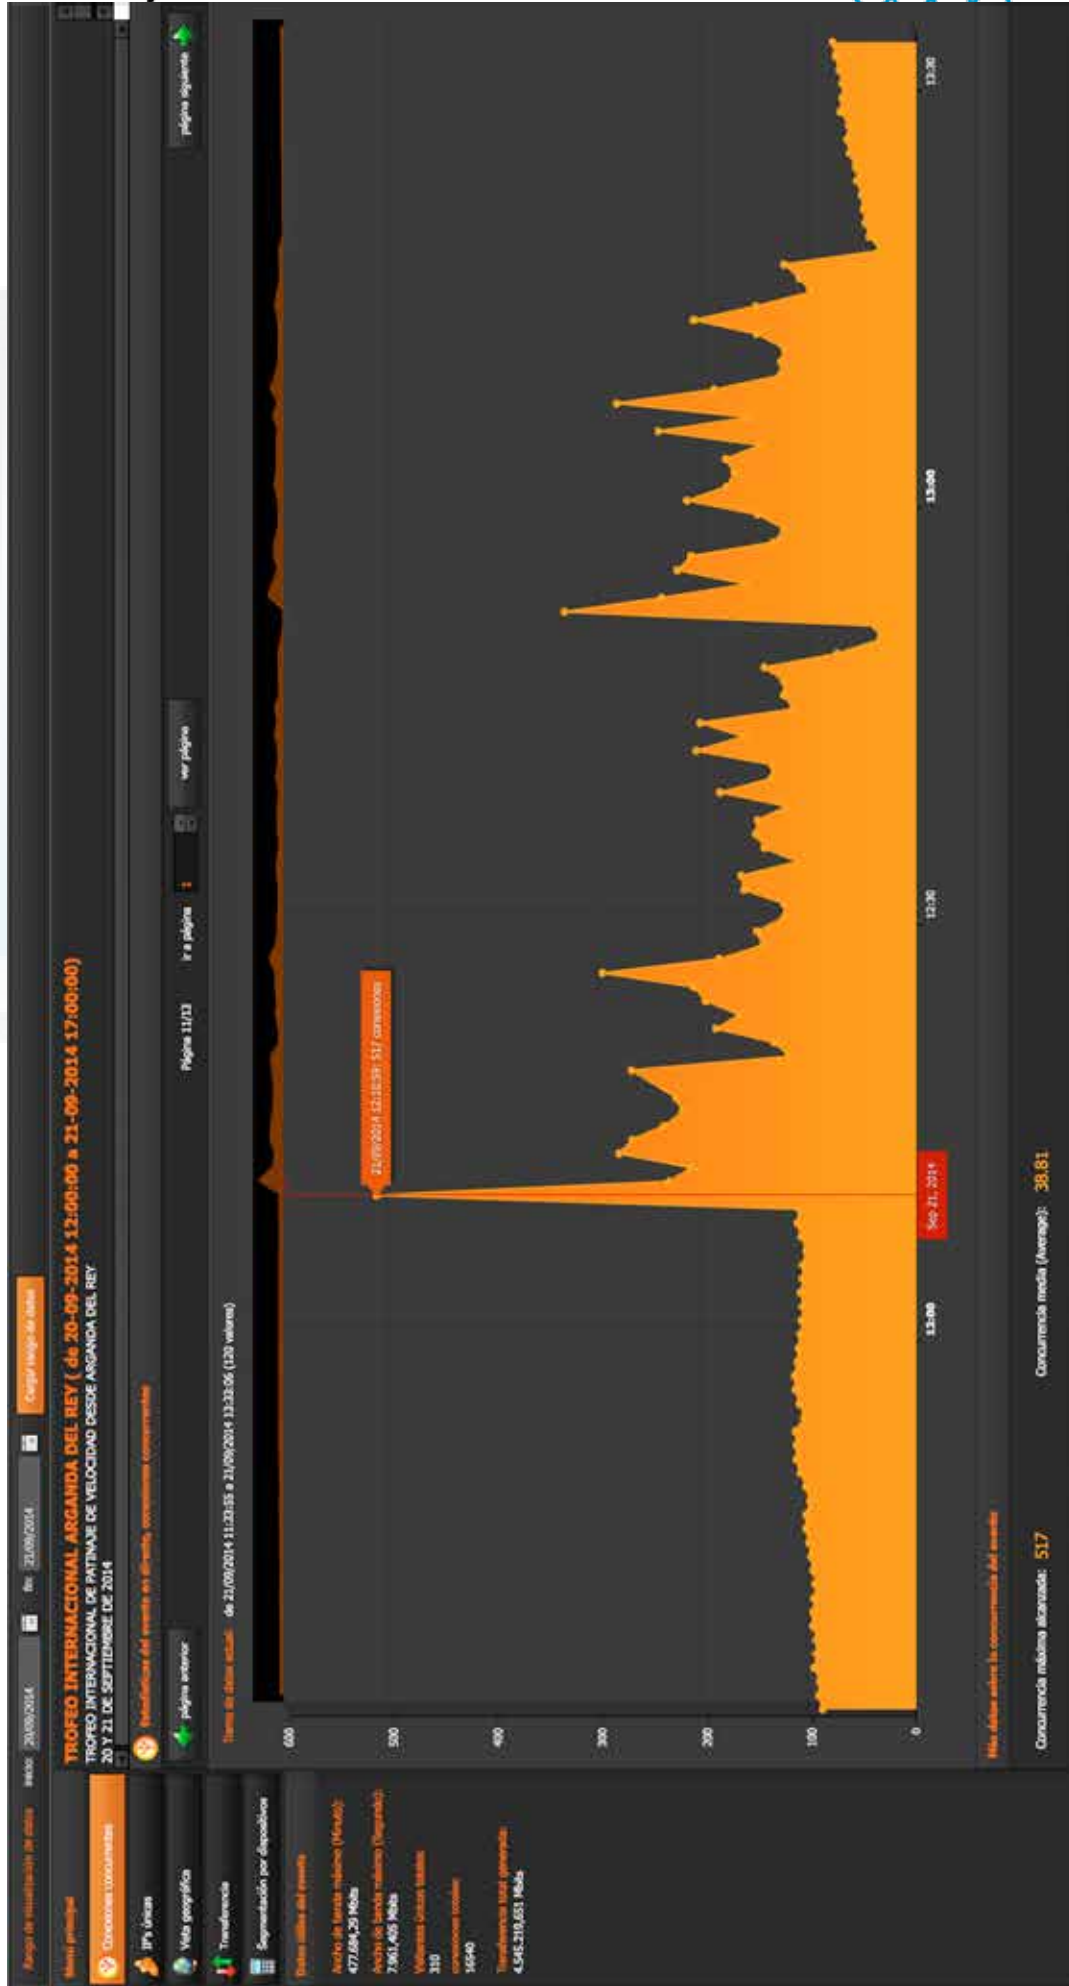 Rango de visualización de datos
inicio: 20/09/2014
fin: 21/09/2014
Cargar rango de datos
Menú principal
Conexiones concurrentes
IP's únicas
Vista geográfica
Transferencia
Segmentación por dispositivos
Datos útiles del evento
Ancho de banda máximo (Minuto):
477.684,29 Mbits
Ancho de banda máximo (Segundo):
7.961,405 Mbits
310
conexiones totales:
16640
Transferencia total generada:
4.545.219,651 Mbits
TROFEO INTERNACIONAL ARGANDA DEL REY ( de 20-09-2014 12:00:00 a 21-09-2014 17:00:00)
TROFEO INTERNACIONAL DE PATINAJE DE VELOCIDAD DESDE ARGANDA DEL REY
20 Y 21 DE SEPTIEMBRE DE 2014
Estadísticas del evento en directo, conexiones concurrentes
página anterior
Página 11/13
ir a página
ver página
página siguiente
Tramo de datos actual: de 21/09/2014 11:33:55 a 21/09/2014 13:33:06 (120 valores)
600
500
400
300
200
100
0
21/09/2014 12:10:59: 517 conexiones
12:00
Sep 21, 2014
12:30
13:00
13:30
Más datos sobre la concurrencia del evento
Concurrencia máxima alcanzada: 517
Concurrencia media (Average): 38.81